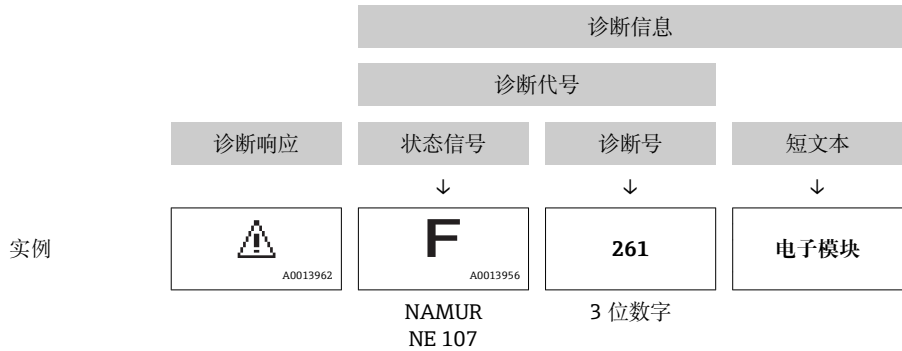 诊断信息
诊断代号
诊断响应 状态信号 诊断号 短文本
↓ ↓ ↓
实例 A0013962 F A0013956 261 电子模块
NAMUR NE 107 3 位数字